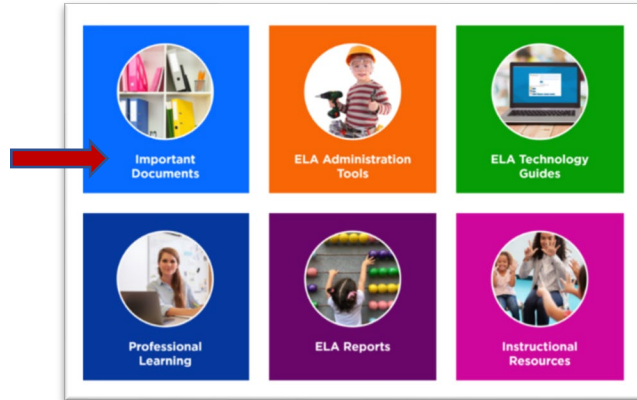 Important
Documents
ELA Administration
Tools
ELA Technology
Guides
Professional
Learning
ELA Reports
Instructional
Resources